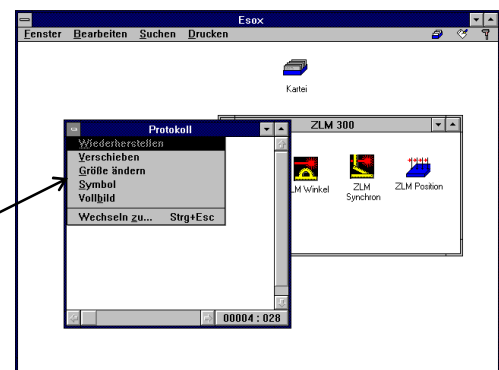 Esox
Fenster Bearbeiten Suchen Drucken
Kartei
Protokoll
ZLM 300
Wiederherstellen
Verschieben
Größe ändern
Symbol
Vollbild
Wechseln zu... Strg+Esc
LM Winkel
ZLM Synchron
ZLM Position
00004 : 028